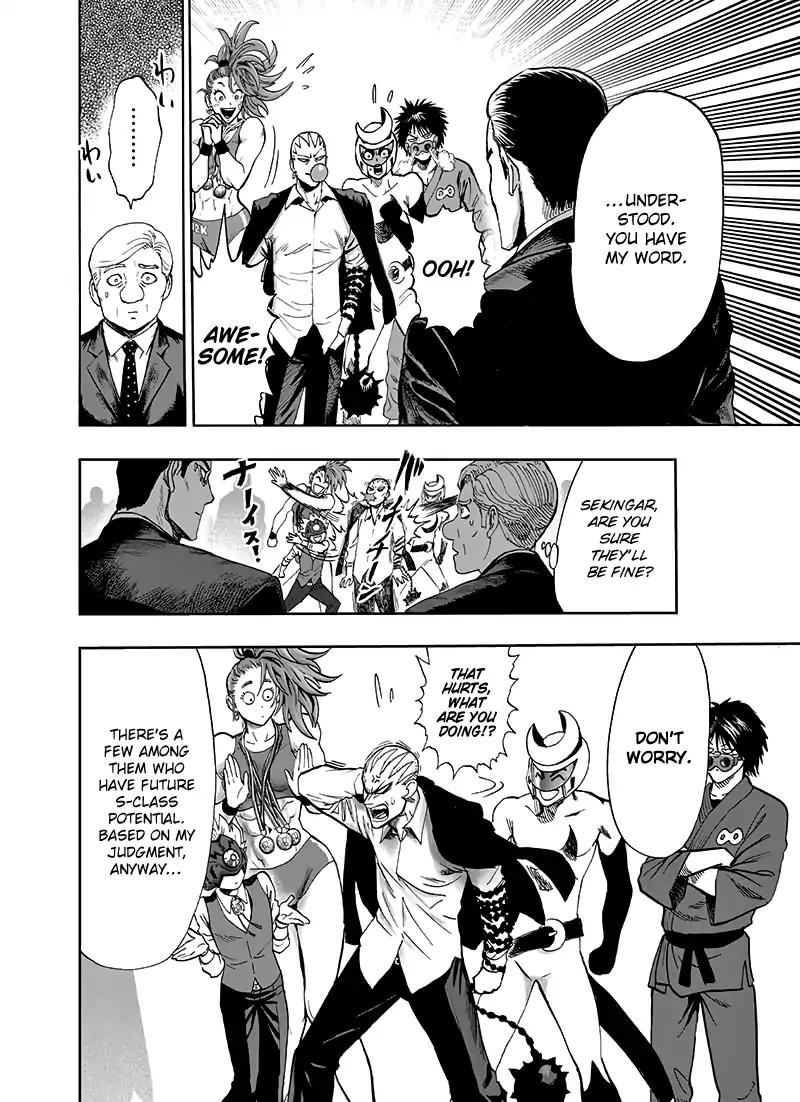 ...UNDER-
STOOD.
YOU HAVE
MY WORD.
OOH!
AWE-
SOME!
わい
わい
.........
12K
SEKINGAR,
ARE YOU
SURE
THEY'LL
BE FINE?
ナーイス!
DON'T
WORRY.
THAT
HURTS,
WHAT
ARE YOU
DOING!?
THERE'S A
FEW AMONG
THEM WHO
HAVE FUTURE
S-CLASS
POTENTIAL.
BASED ON MY
JUDGMENT,
ANYWAY...